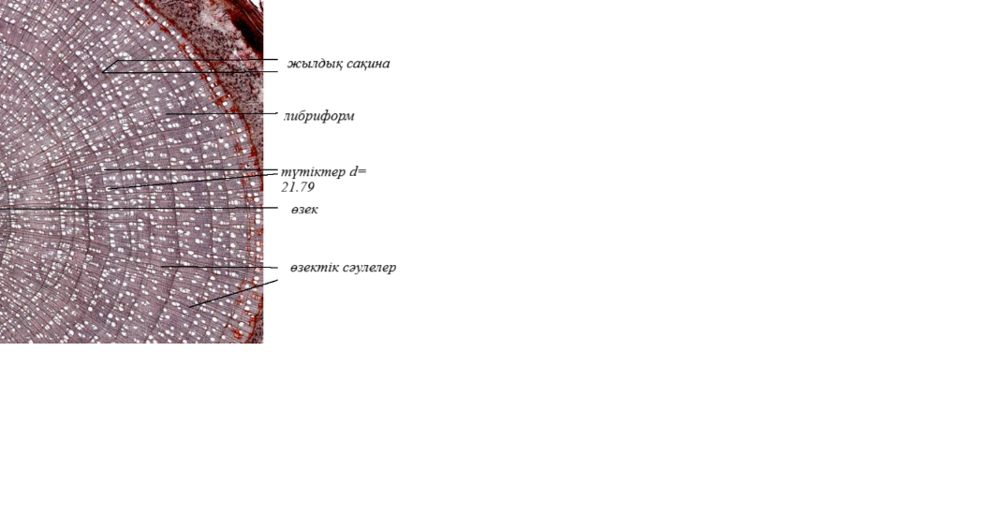 жылдық сақина
либриформ
түтіктер d=
21.79
өзек
өзектік сәулелер